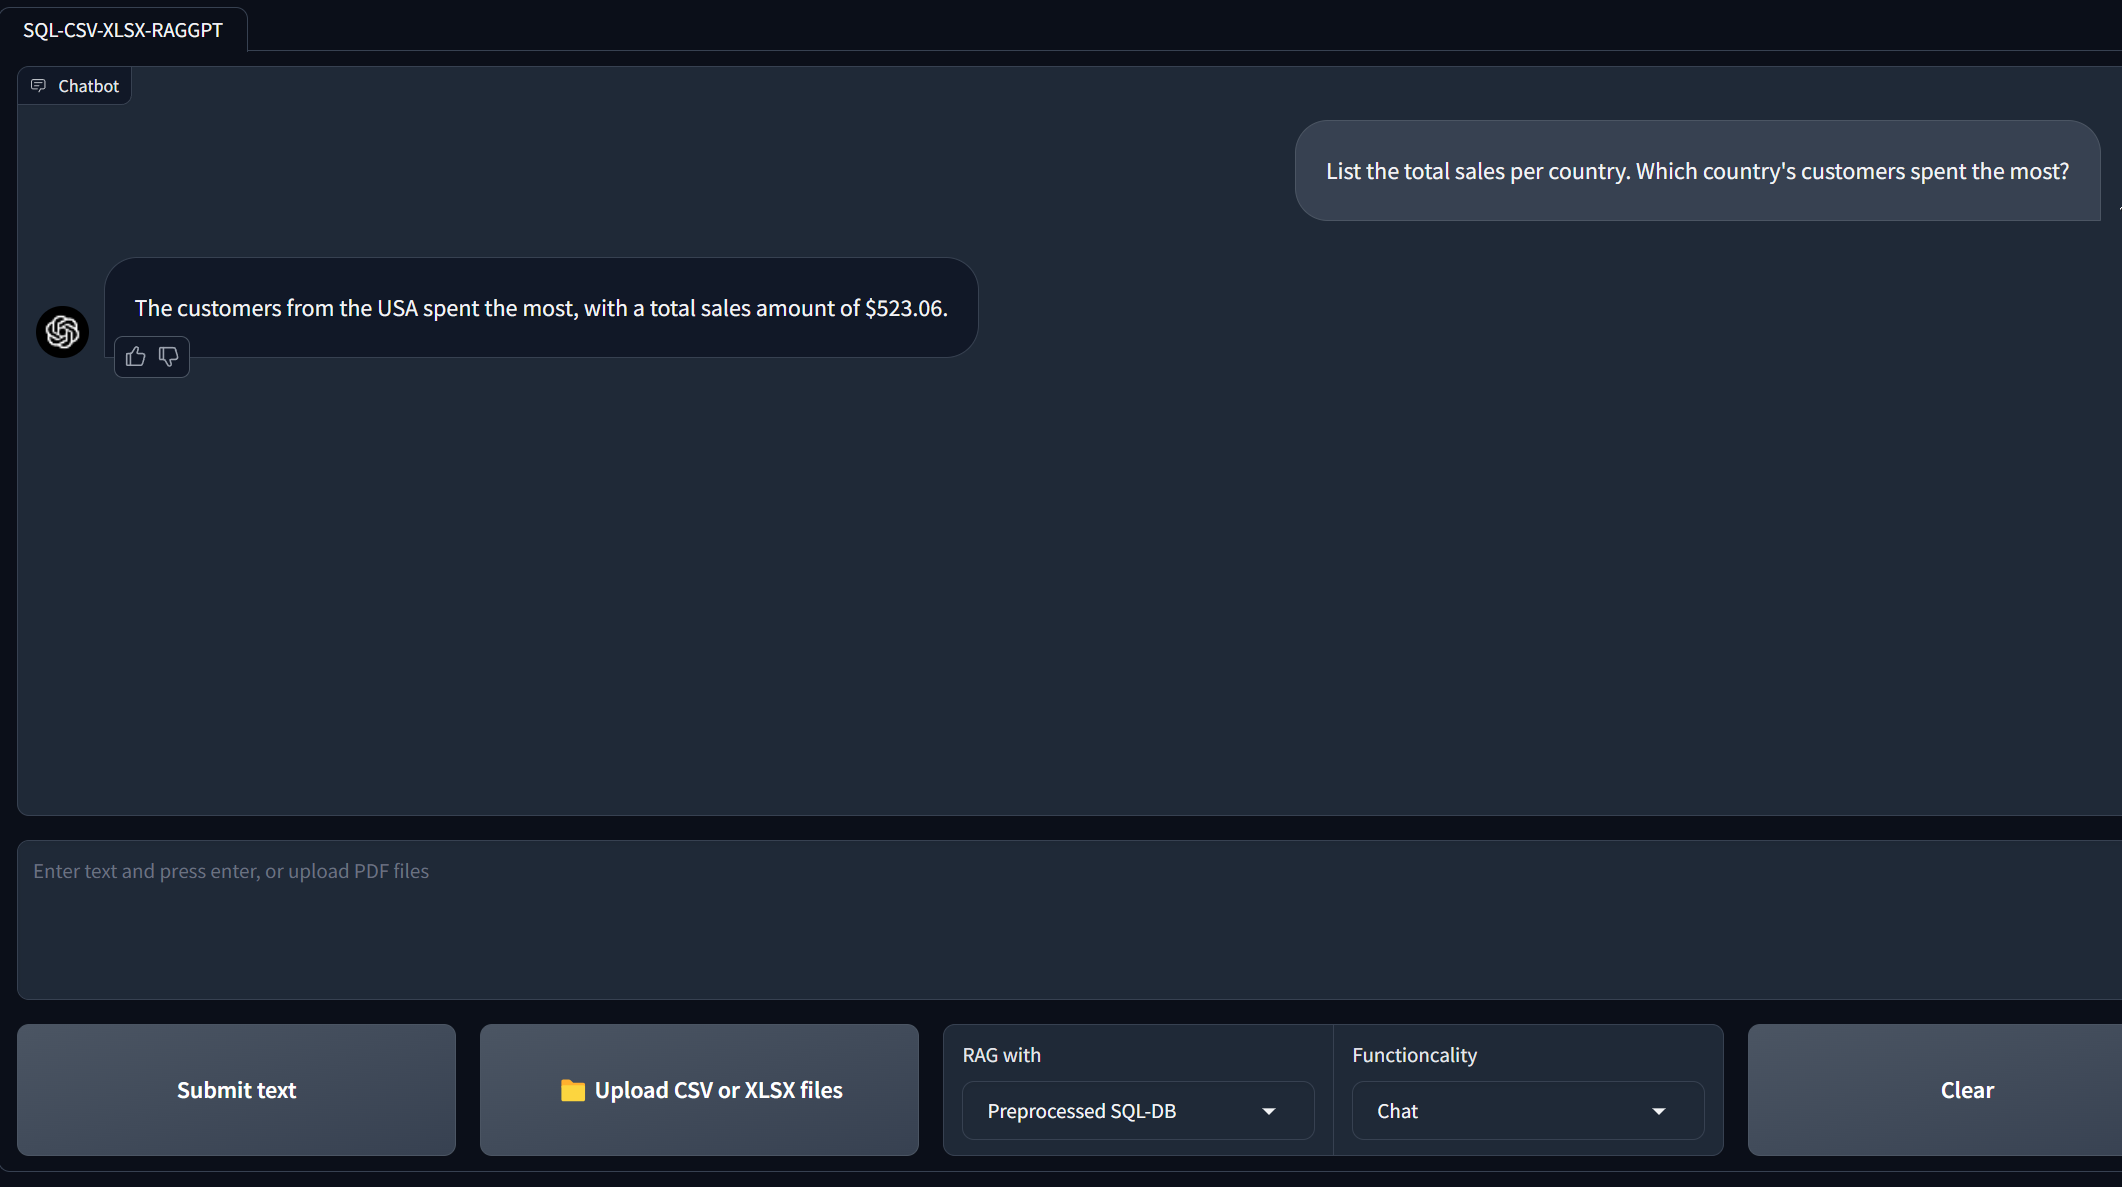 SQL-CSV-XLSX-RAGGPT
Chatbot
List the total sales per country. Which country's customers spent the most?
The customers from the USA spent the most, with a total sales amount of $523.06.
Enter text and press enter, or upload PDF files
Submit text
Upload CSV or XLSX files
RAG with
Preprocessed SQL-DB
Functioncality
Chat
Clear